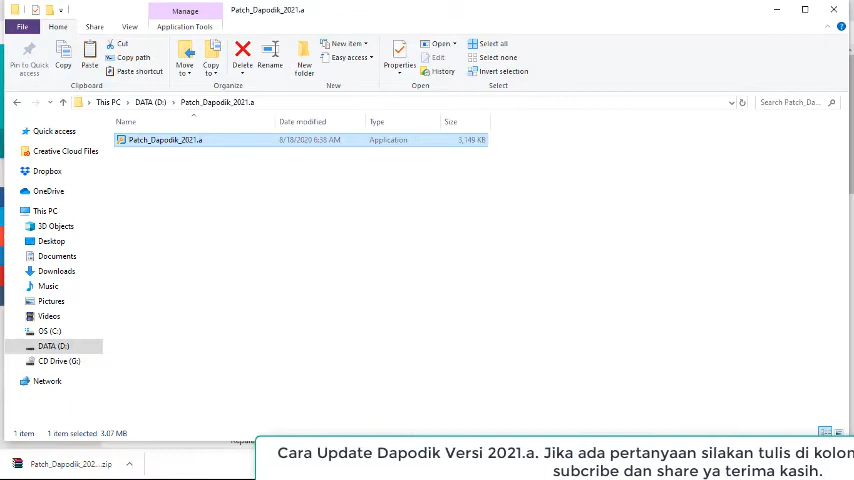 Manage
Patch_Dapodik_2021.a
File
Home
Share
View
Application Tools
Pin to Quick access
Copy
Paste
Cut
Copy path
Paste shortcut
Clipboard
Move to
Copy to
Delete
Rename
Organize
New folder
New item
Easy access
New
Properties
Open
Edit
History
Open
Select all
Select none
Invert selection
Select
This PC
DATA (D:)
Patch_Dapodik_2021.a
Search Patch_Da...
Name
Date modified
Type
Size
Patch_Dapodik_2021.a
8/18/2020 6:38 AM
Application
3,149 KB
Quick access
Creative Cloud Files
Dropbox
OneDrive
This PC
3D Objects
Desktop
Documents
Downloads
Music
Pictures
Videos
OS (C:)
DATA (D:)
CD Drive (G:)
Network
1 item
1 item selected 3.07 MB
Patch_Dapodik_202....zip
Cara Update Dapodik Versi 2021.a. Jika ada pertanyaan silakan tulis di kolon
subcribe dan share ya terima kasih.